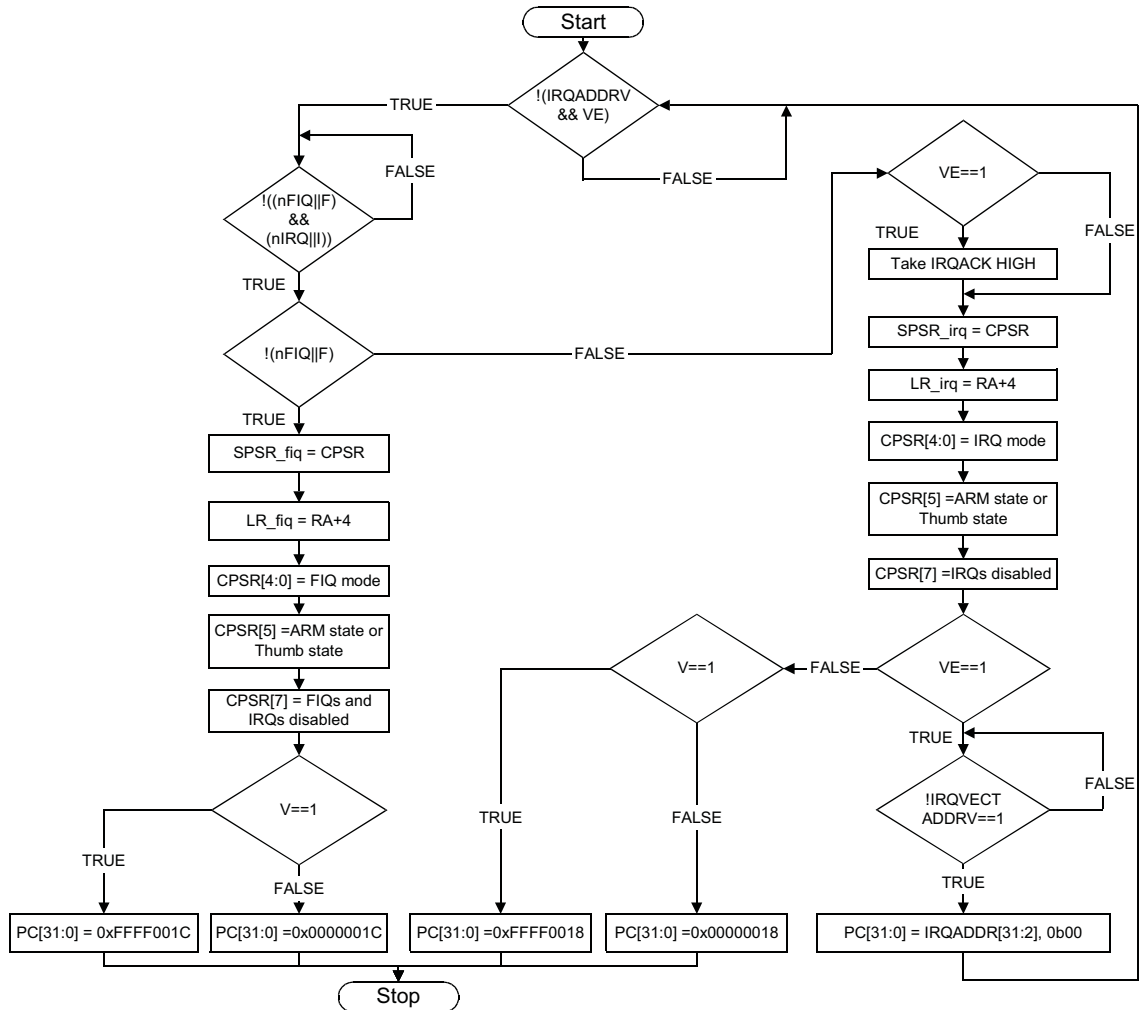 Start
!(IRQADDRV
&& VE)
TRUE
FALSE
FALSE
!((nFIQ||F)
&&
(nIRQ||I))
TRUE
VE==1
TRUE
FALSE
Take IRQACK HIGH
!(nFIQ||F)
FALSE
TRUE
SPSR_irq = CPSR
LR_irq = RA+4
CPSR[4:0] = IRQ mode
CPSR[5] =ARM state or
Thumb state
CPSR[7] =IRQs disabled
SPSR_fiq = CPSR
LR_fiq = RA+4
CPSR[4:0] = FIQ mode
CPSR[5] =ARM state or
Thumb state
CPSR[7] = FIQs and
IRQs disabled
V==1
TRUE
FALSE
V==1
FALSE
VE==1
TRUE
FALSE
TRUE
FALSE
!IRQVECT
ADDRV==1
TRUE
PC[31:0] = 0xFFFF001C
PC[31:0] =0x0000001C
PC[31:0] =0xFFFF0018
PC[31:0] =0x00000018
PC[31:0] = IRQADDR[31:2], 0b00
Stop